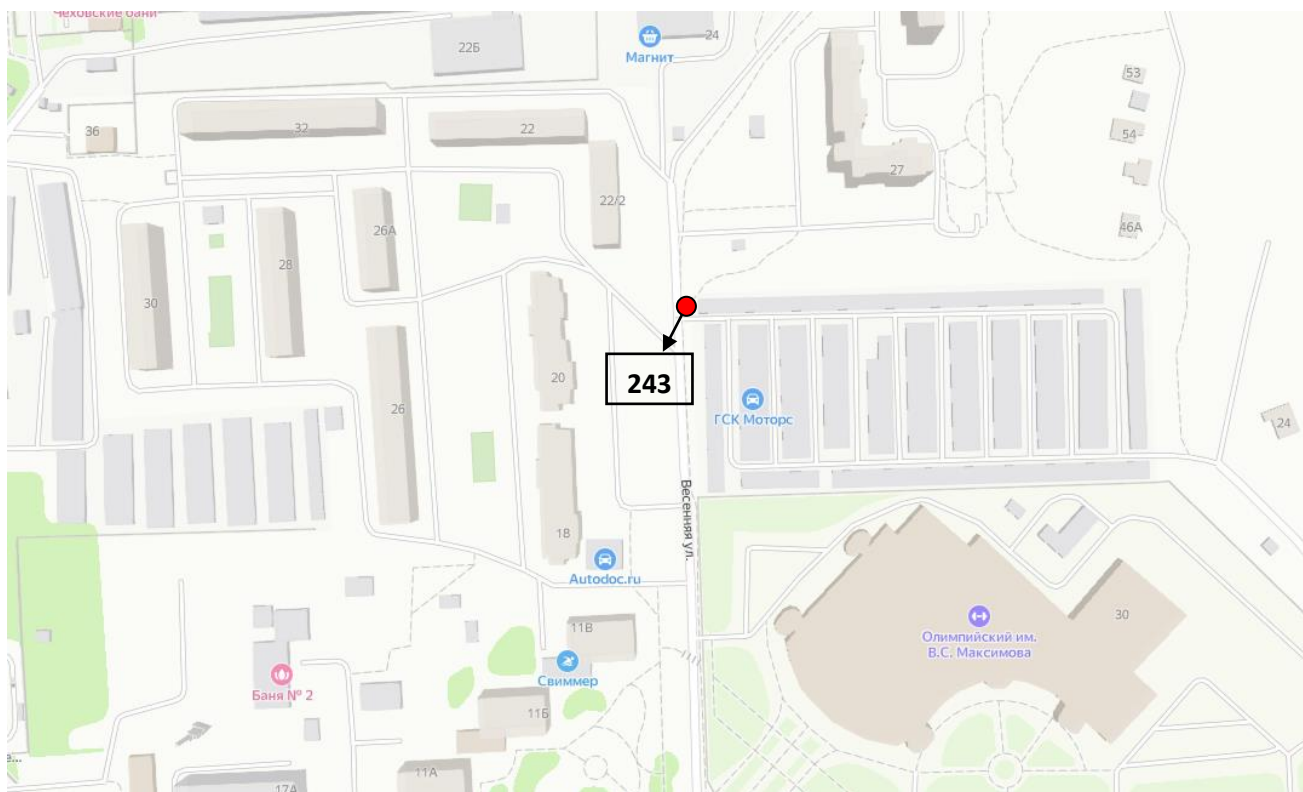 Чеховские бани
22Б
24
Магнит
53
36
32
22
54
27
22/2
26А
46А
28
30
243
20
26
ГСК Моторс
24
Весенняя ул.
18
Autodoc.ru
11В
30
Олимпийский им.
В.С. Максимова
Свиммер
Баня № 2
11Б
11А
17А